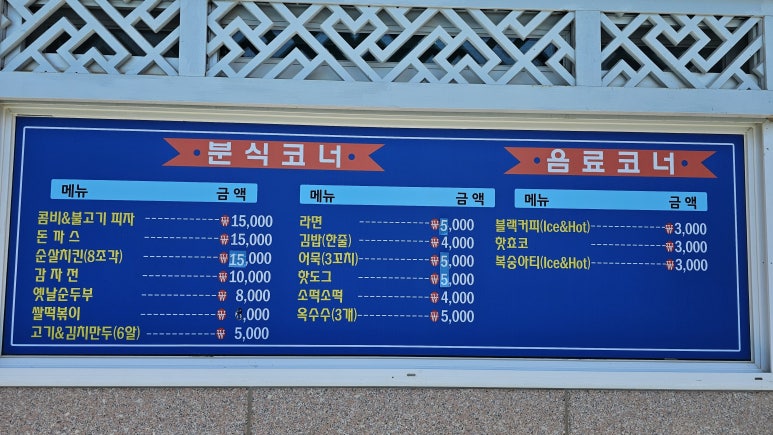 분식코너
메뉴 금액
콤비&불고기 피자 ₩15,000
돈 까 스 ₩15,000
순살치킨(8조각) ₩15,000
감 자 전 ₩10,000
옛날순두부 ₩ 8,000
쌀떡볶이 ₩
고기&김치만두(6알) ₩ 5,000
메뉴 금액
라면 ₩5,000
김밥(한줄) ₩4,000
어묵(3꼬치) ₩5,000
핫도그 ₩5,000
소떡소떡 ₩4,000
옥수수(3개) ₩5,000
음료코너
메뉴 금액
블랙커피(Ice&Hot) ₩3,000
핫쵸코 ₩3,000
복숭아티(Ice&Hot) ₩3,000